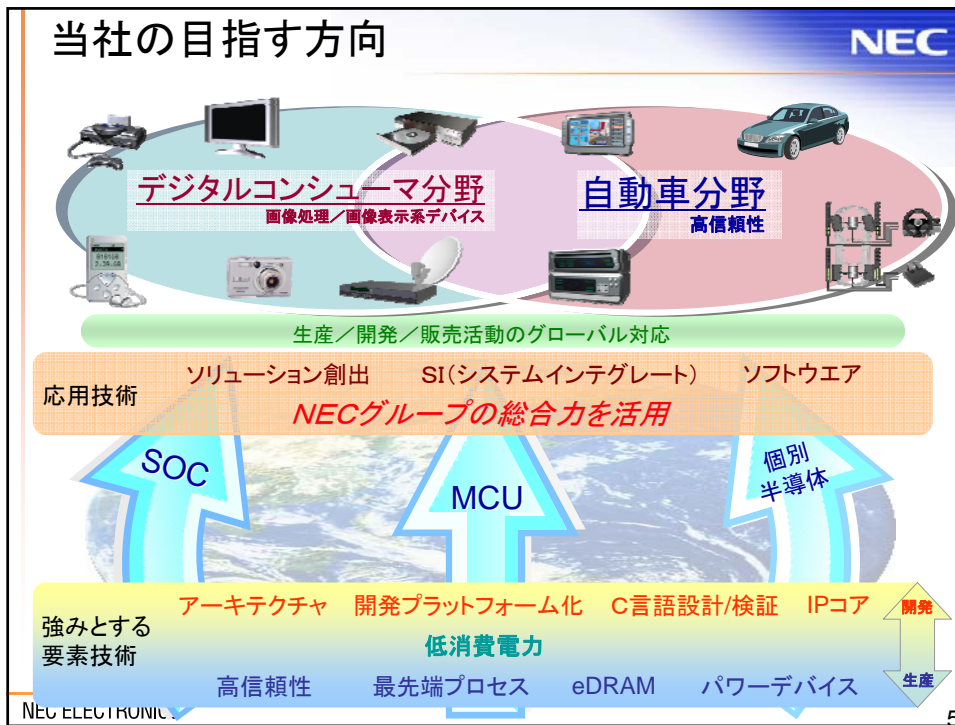 当社の目指す方向
NEC
デジタルコンシューマ分野
画像処理／画像表示系デバイス
自動車分野
高信頼性
生産／開発／販売活動のグローバル対応
応用技術
ソリューション創出 SI（システムインテグレート） ソフトウエア
NECグループの総合力を活用
SOC
MCU
個別
半導体
強みとする
要素技術
アーキテクチャ 開発プラットフォーム化 C言語設計/検証 IPコア
低消費電力
高信頼性 最先端プロセス eDRAM パワーデバイス
開発
生産
NEC ELECTRONICS
5